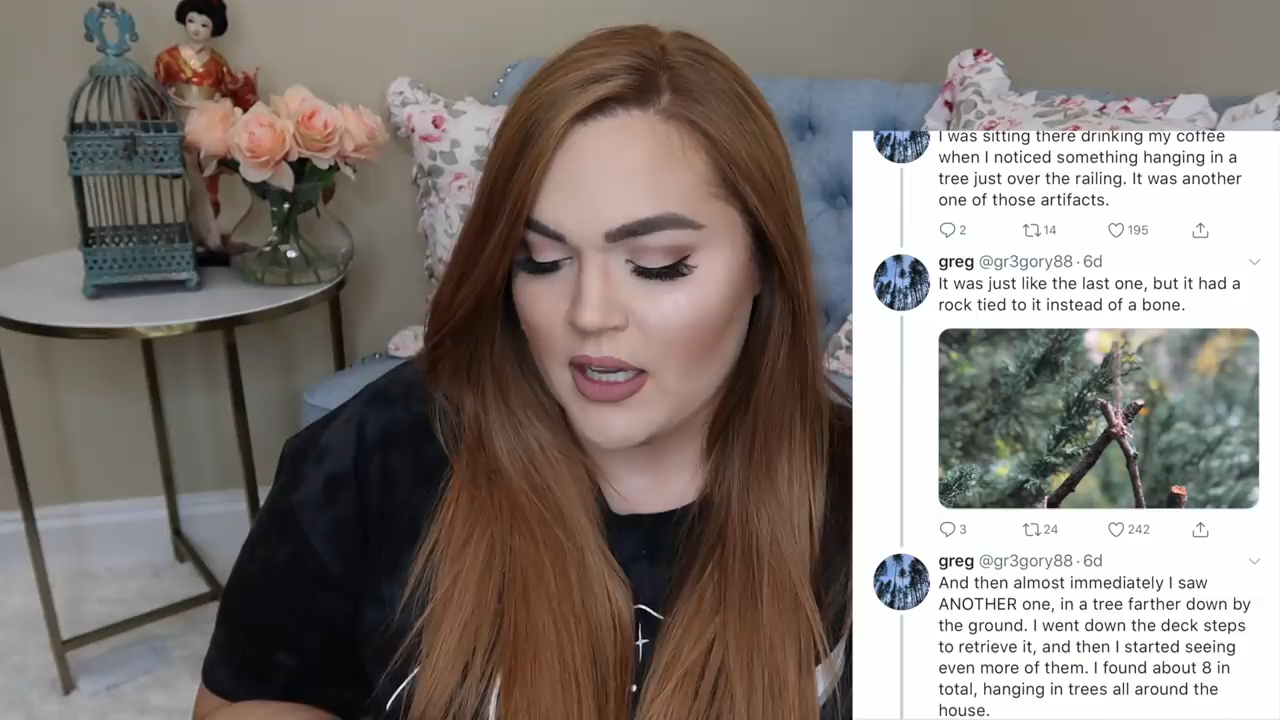 I was sitting there drinking my coffee
when I noticed something hanging in a
tree just over the railing. It was another
one of those artifacts.
2 14 195
greg @gr3gory88 · 6d
It was just like the last one, but it had a
rock tied to it instead of a bone.
3 24 242
greg @gr3gory88 · 6d
And then almost immediately I saw
ANOTHER one, in a tree farther down by
the ground. I went down the deck steps
to retrieve it, and then I started seeing
even more of them. I found about 8 in
total, hanging in trees all around the
house.